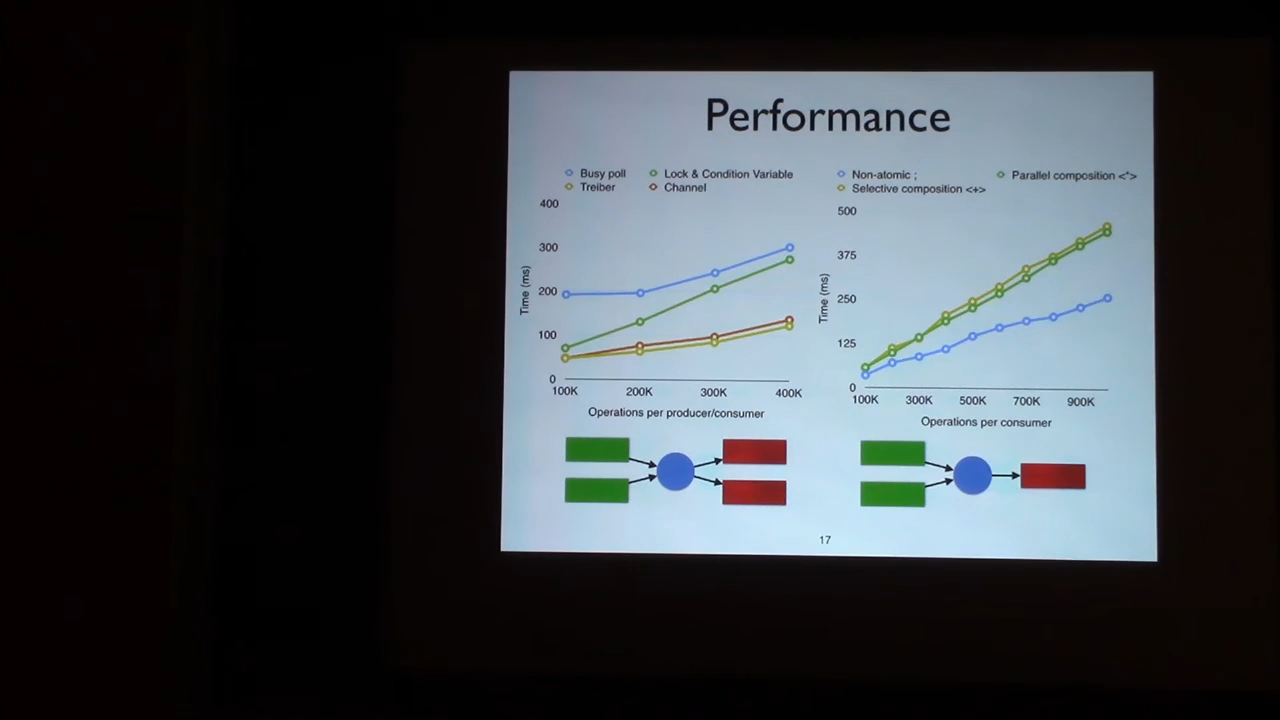 Performance
Busy poll
Lock & Condition Variable
Treiber
Channel
400
300
200
100
0
Time (ms)
100K
200K
300K
400K
Operations per producer/consumer
Non-atomic ;
Parallel composition <*>
Selective composition <+>
500
375
250
125
0
Time (ms)
100K
300K
500K
700K
900K
Operations per consumer
17